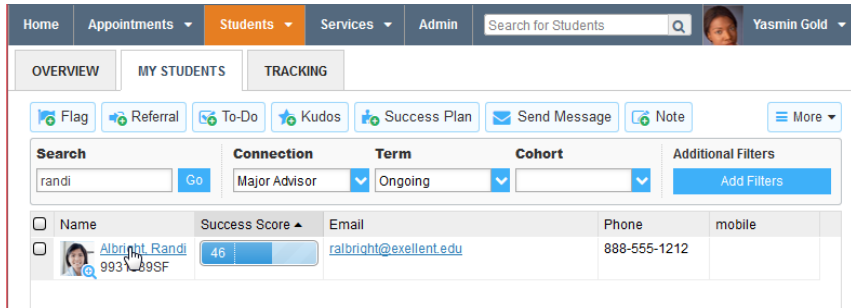 Home Appointments Students Services Admin Search for Students Yasmin Gold
OVERVIEW MY STUDENTS TRACKING
Flag Referral To-Do Kudos Success Plan Send Message Note More
Search Connection Term Cohort Additional Filters
randi Go Major Advisor Ongoing Add Filters
Name Success Score Email Phone mobile
Albright, Randi 46 ralbright@exellent.edu 888-555-1212